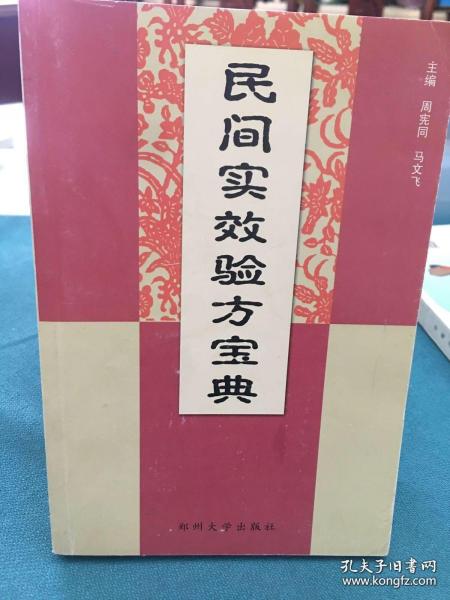 民间实效验方宝典
主编 周宪同 马文飞
郑州大学出版社
孔夫子旧书网
www.kongfz.com